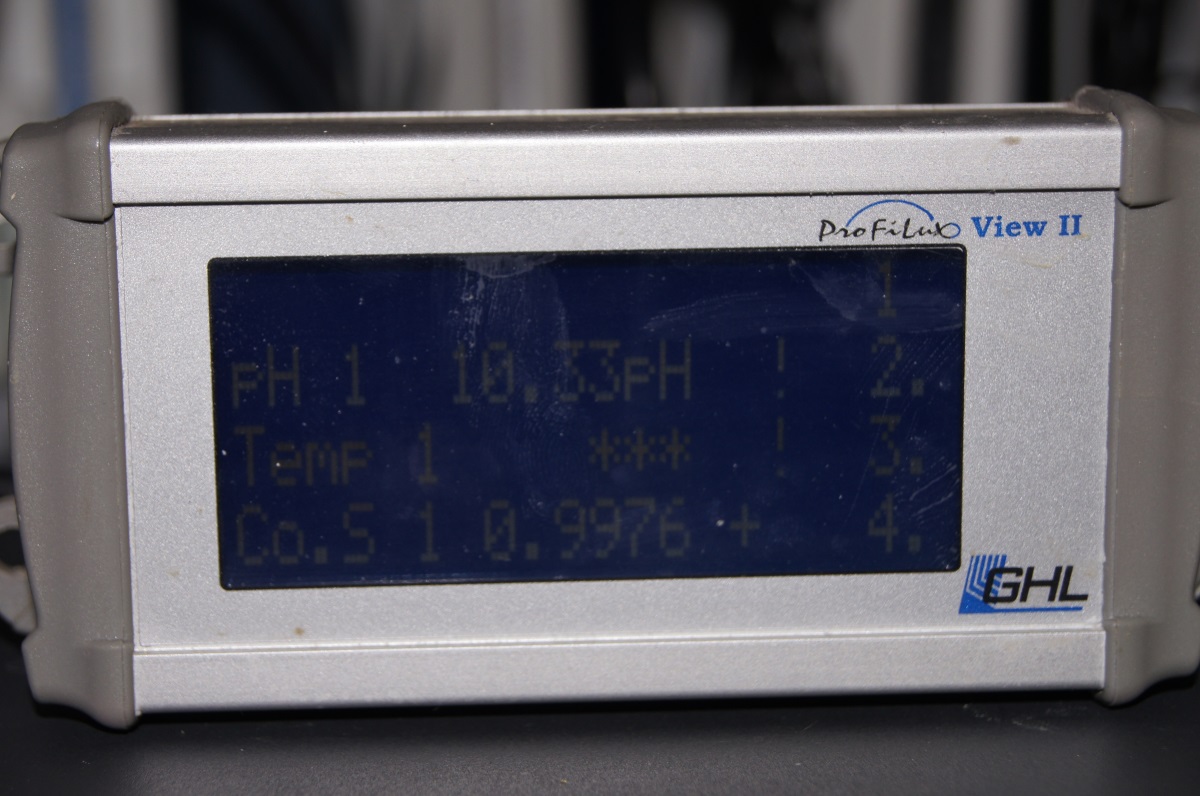 ProFiLux View II
1
pH 1 10.33pH ! 2.
Temp 1 *** ! 3.
Co.S 1 0.9976 + 4.
GHL